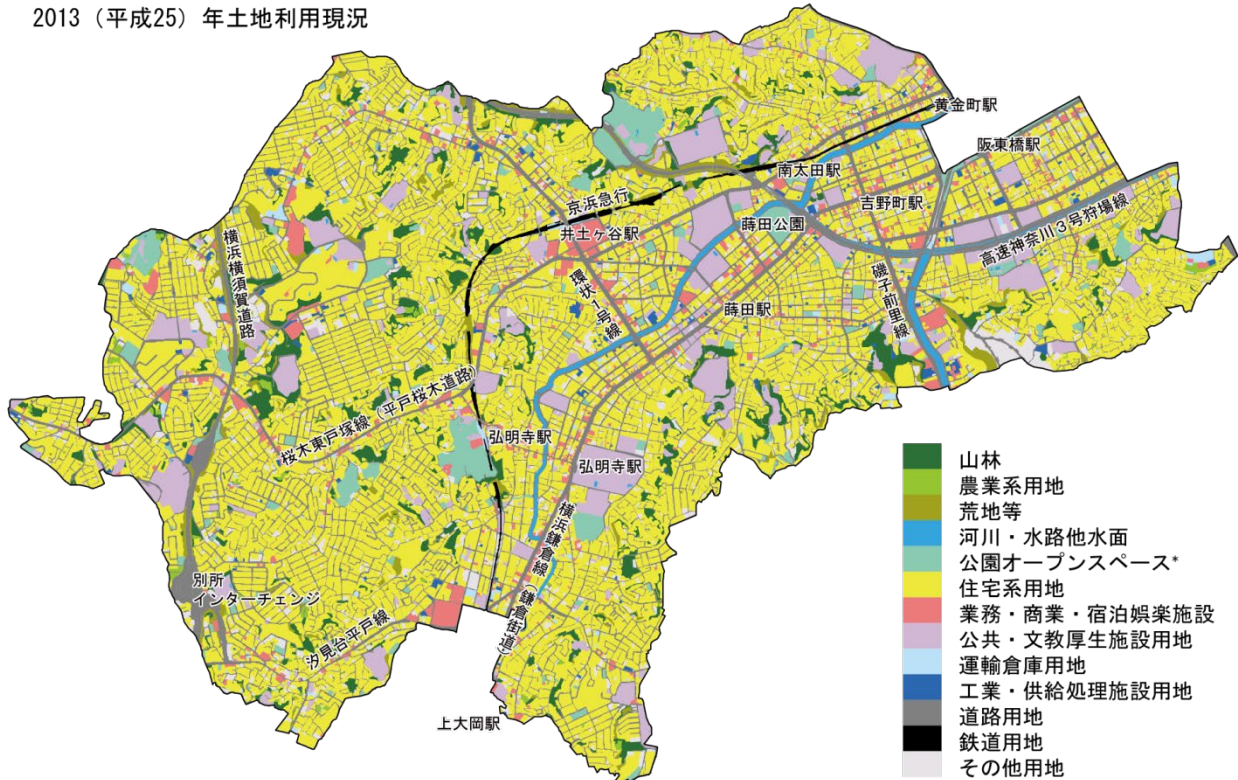 2013（平成25）年土地利用現況
黄金町駅
阪東橋駅
南太田駅
吉野町駅
京浜急行
井土ヶ谷駅
蒔田公園
高速神奈川３号狩場線
横浜横須賀道路
環状１号線
蒔田駅
磯子前里線
桜木東戸塚線（平戸桜木道路）
弘明寺駅
弘明寺駅
横浜鎌倉線（鎌倉街道）
別所
インターチェンジ
汐見台平戸線
上大岡駅
山林
農業系用地
荒地等
河川・水路他水面
公園オープンスペース*
住宅系用地
業務・商業・宿泊娯楽施設
公共・文教厚生施設用地
運輸倉庫用地
工業・供給処理施設用地
道路用地
鉄道用地
その他用地